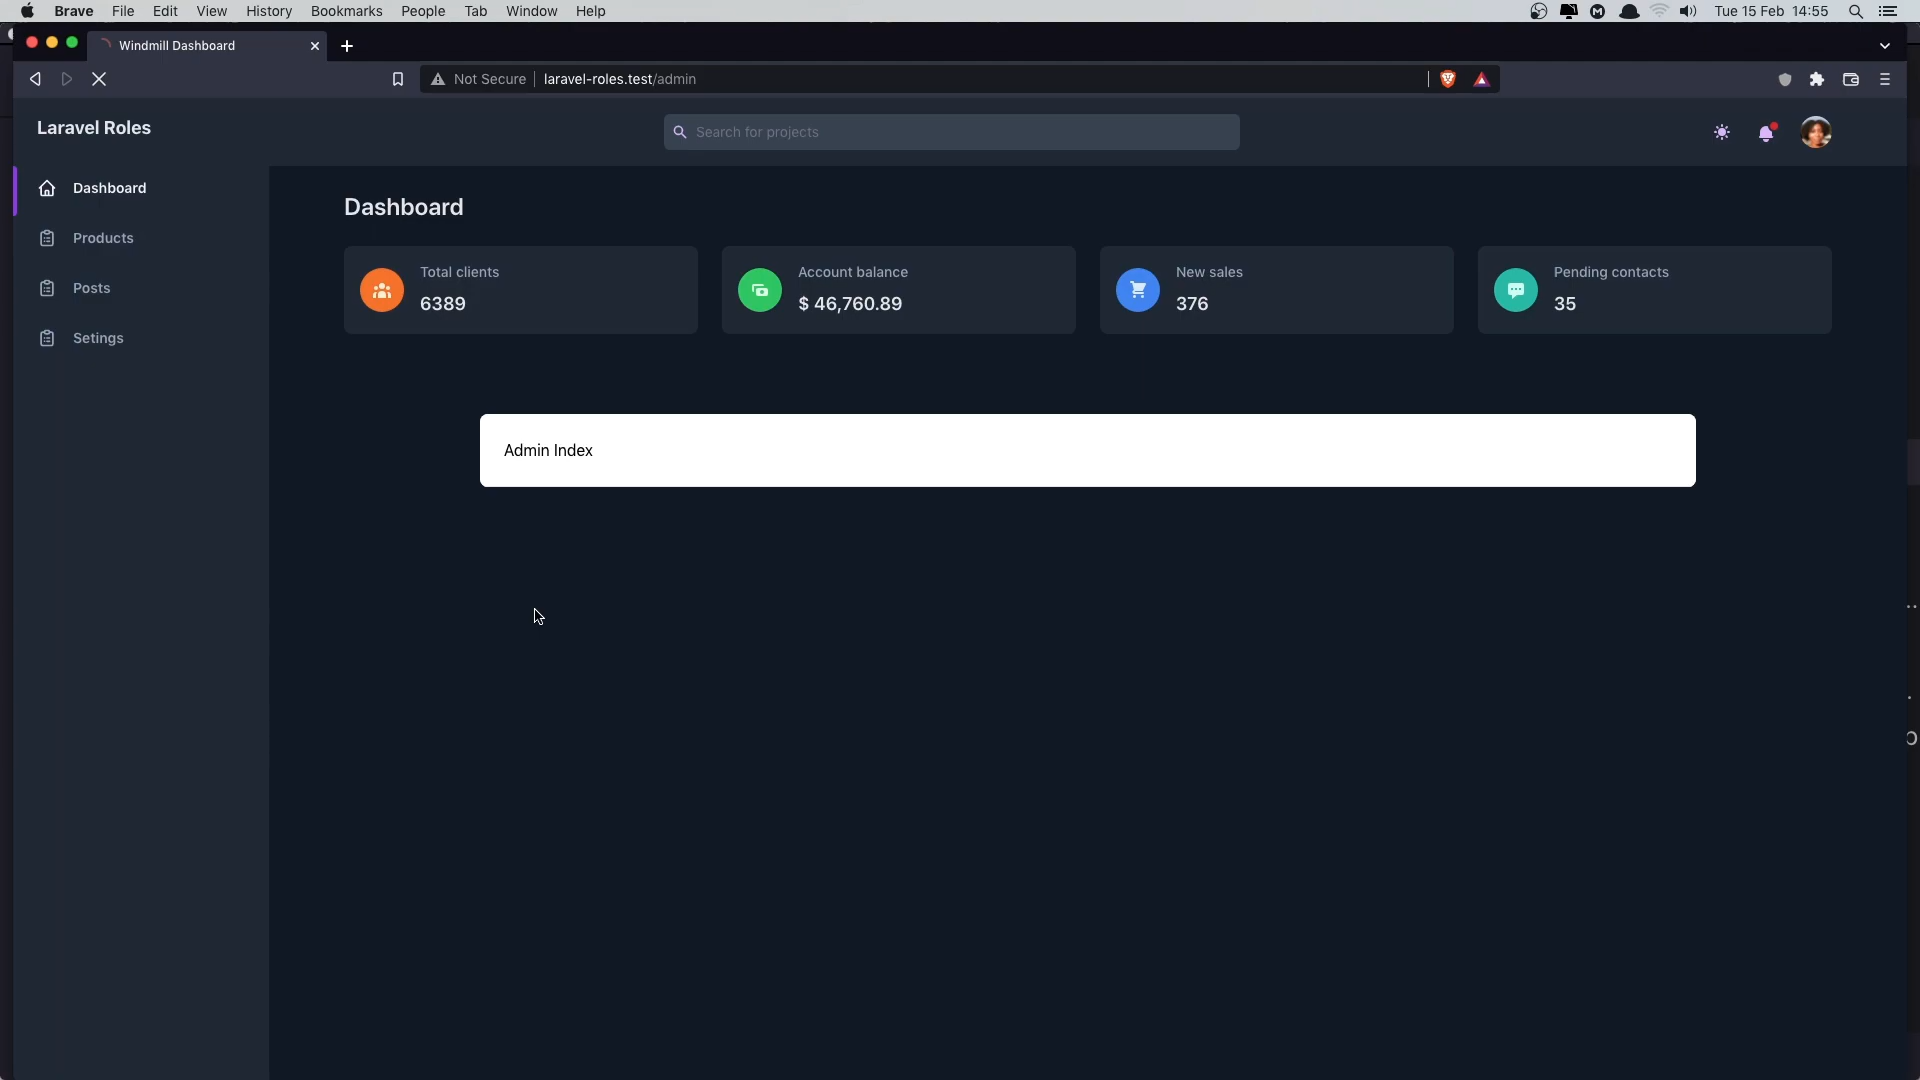 Brave File Edit View History Bookmarks People Tab Window Help
Tue 15 Feb 14:55
Windmill Dashboard
Not Secure laravel-roles.test/admin
Laravel Roles
Search for projects
Dashboard
Products
Posts
Setings
Dashboard
Total clients
6389
Account balance
$ 46,760.89
New sales
376
Pending contacts
35
Admin Index